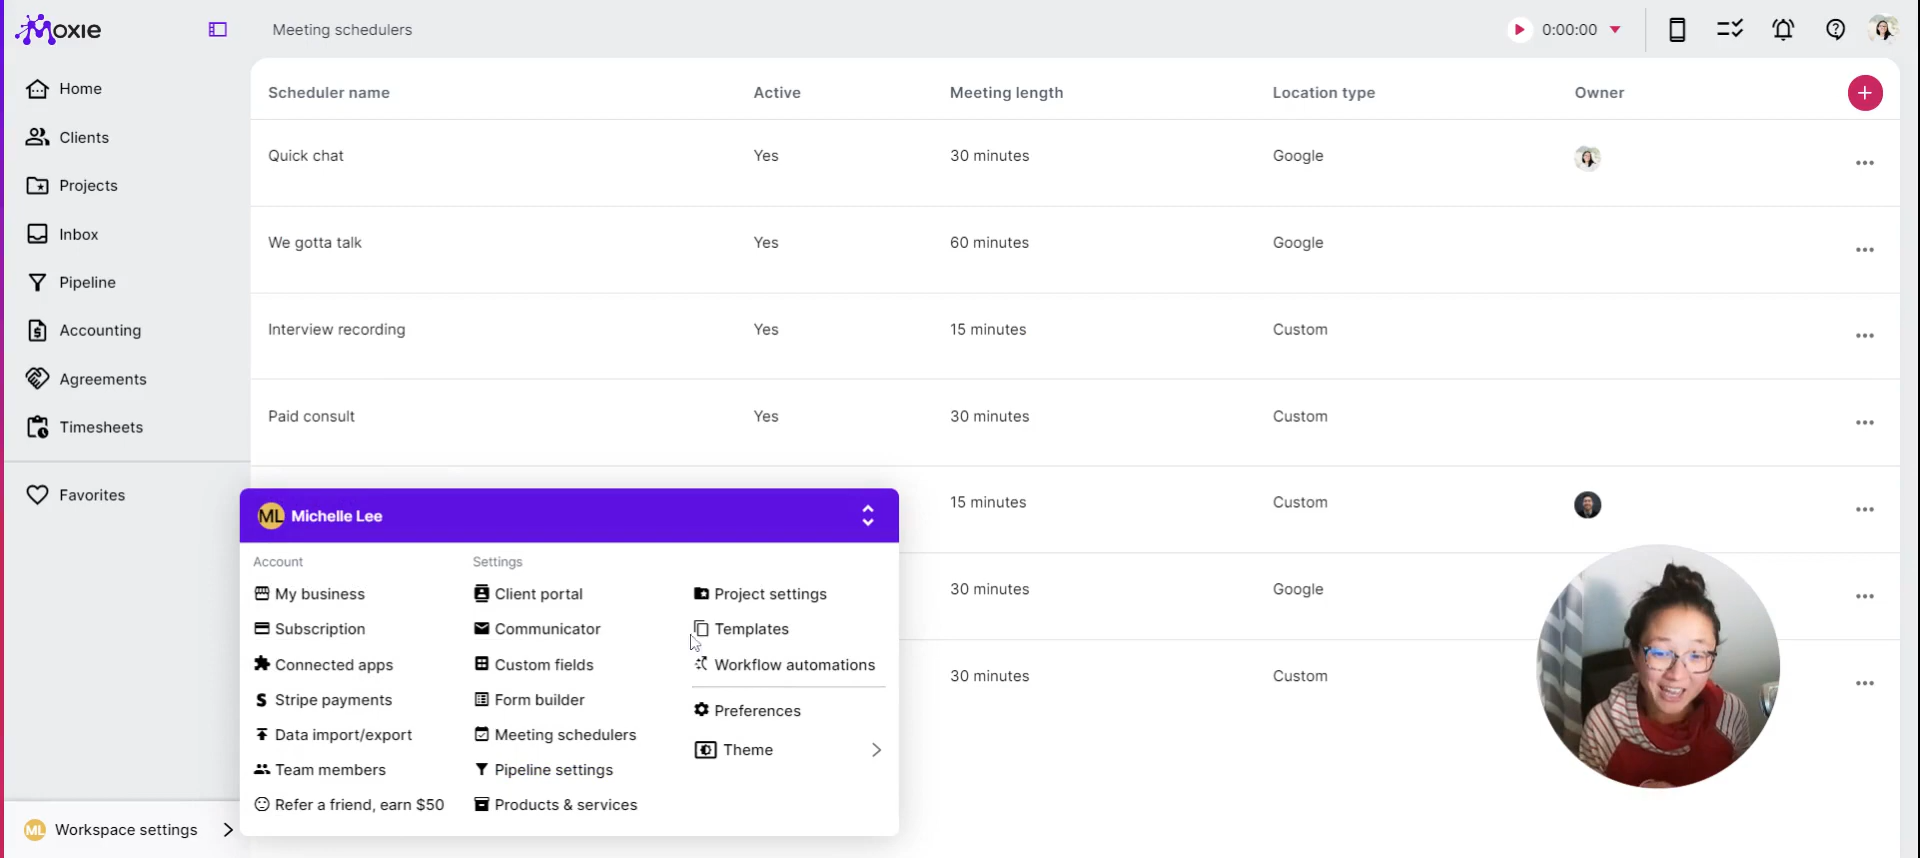 Moxie
Meeting schedulers
0:00:00
Home
Clients
Projects
Inbox
Pipeline
Accounting
Agreements
Timesheets
Favorites
ML Workspace settings
Scheduler name Active Meeting length Location type Owner
Quick chat Yes 30 minutes Google
We gotta talk Yes 60 minutes Google
Interview recording Yes 15 minutes Custom
Paid consult Yes 30 minutes Custom
15 minutes Custom
30 minutes Google
30 minutes Custom
ML Michelle Lee
Account
My business
Subscription
Connected apps
Stripe payments
Data import/export
Team members
Refer a friend, earn $50
Settings
Client portal
Communicator
Custom fields
Form builder
Meeting schedulers
Pipeline settings
Products & services
Project settings
Templates
Workflow automations
Preferences
Theme